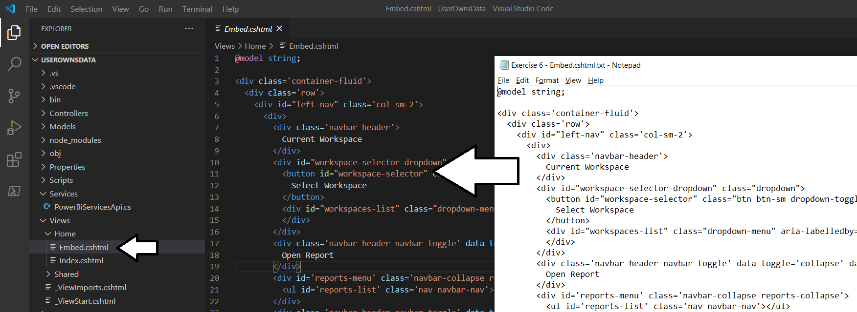 File Edit Selection View Go Run Terminal Help
Embed.cshtml - UserOwnsData - Visual Studio Code
EXPLORER ...
OPEN EDITORS
USEROWNSDATA
.vs
.vscode
bin
Controllers
Models
node_modules
obj
Properties
Scripts
Services
C# PowerBiServicesApi.cs
Views
Home
Embed.cshtml
Index.cshtml
Shared
_ViewImports.cshtml
_ViewStart.cshtml
Embed.cshtml ×
Views > Home > Embed.cshtml
1 @model string;
2
3 <div class='container-fluid'>
4 <div class='row'>
5 <div id="left-nav" class='col-sm-2'>
6 <div>
7 <div class='navbar-header'>
8 Current Workspace
9 </div>
10 <div id="workspace-selector-dropdown"
11 <button id="workspace-selector"
12 Select Workspace
13 </button>
14 <div id="workspaces-list" class="dropdown-men
15 </div>
16 </div>
17 <div class='navbar-header navbar-toggle' data-to
18 Open Report
19 </div>
20 <div id='reports-menu' class='navbar-collapse r
21 <ul id='reports-list' class='nav navbar-nav'>
22 </div>
Exercise 6 - Embed.cshtml.txt - Notepad
File Edit Format View Help
@model string;
<div class='container-fluid'>
<div class='row'>
<div id="left-nav" class='col-sm-2'>
<div>
<div class='navbar-header'>
Current Workspace
</div>
<div id="workspace-selector-dropdown" class="dropdown">
<button id="workspace-selector" class="btn btn-sm dropdown-toggl
Select Workspace
</button>
<div id="workspaces-list" class="dropdown-menu" aria-labelledby=
</div>
</div>
<div class='navbar-header navbar-toggle' data-toggle='collapse' da
Open Report
</div>
<div id='reports-menu' class='navbar-collapse reports-collapse'>
<ul id='reports-list' class='nav navbar-nav'></ul>